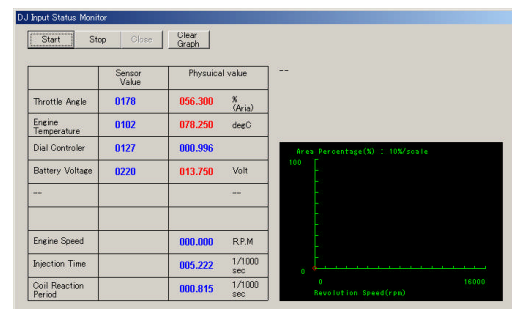 DJ Input Status Monitor
Start Stop Close Clear Graph
Sensor Value Physuical value --
Throttle Angle 0178 056.300 % (Aria)
Engine Temperature 0102 078.250 degC
Dial Controler 0127 000.996
Battery Voltage 0220 013.750 Volt
-- --
Engine Speed 000.000 R.P.M
Injection Time 005.222 1/1000 sec
Coil Reaction Period 000.815 1/1000 sec
Area Percentage(%) : 10%/scale
100
0
0 16000
Revolution Speed(rpm)